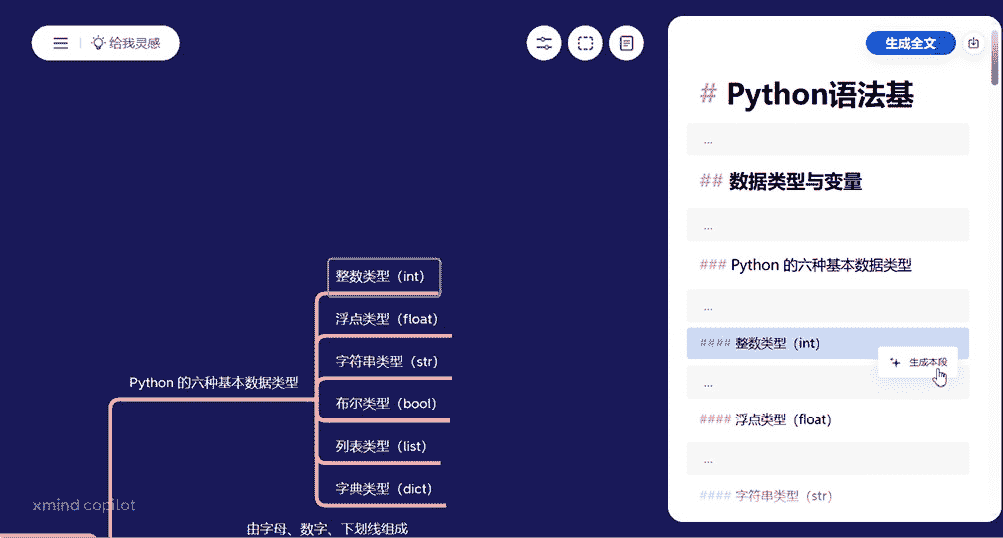 给我灵感
生成全文
# Python语法基
...
## 数据类型与变量
...
### Python 的六种基本数据类型
...
#### 整数类型（int）
生成本段
...
#### 浮点类型（float）
...
#### 字符串类型（str）
整数类型（int）
浮点类型（float）
字符串类型（str）
Python 的六种基本数据类型
布尔类型（bool）
列表类型（list）
字典类型（dict）
由字母、数字、下划线组成
xmind copilot